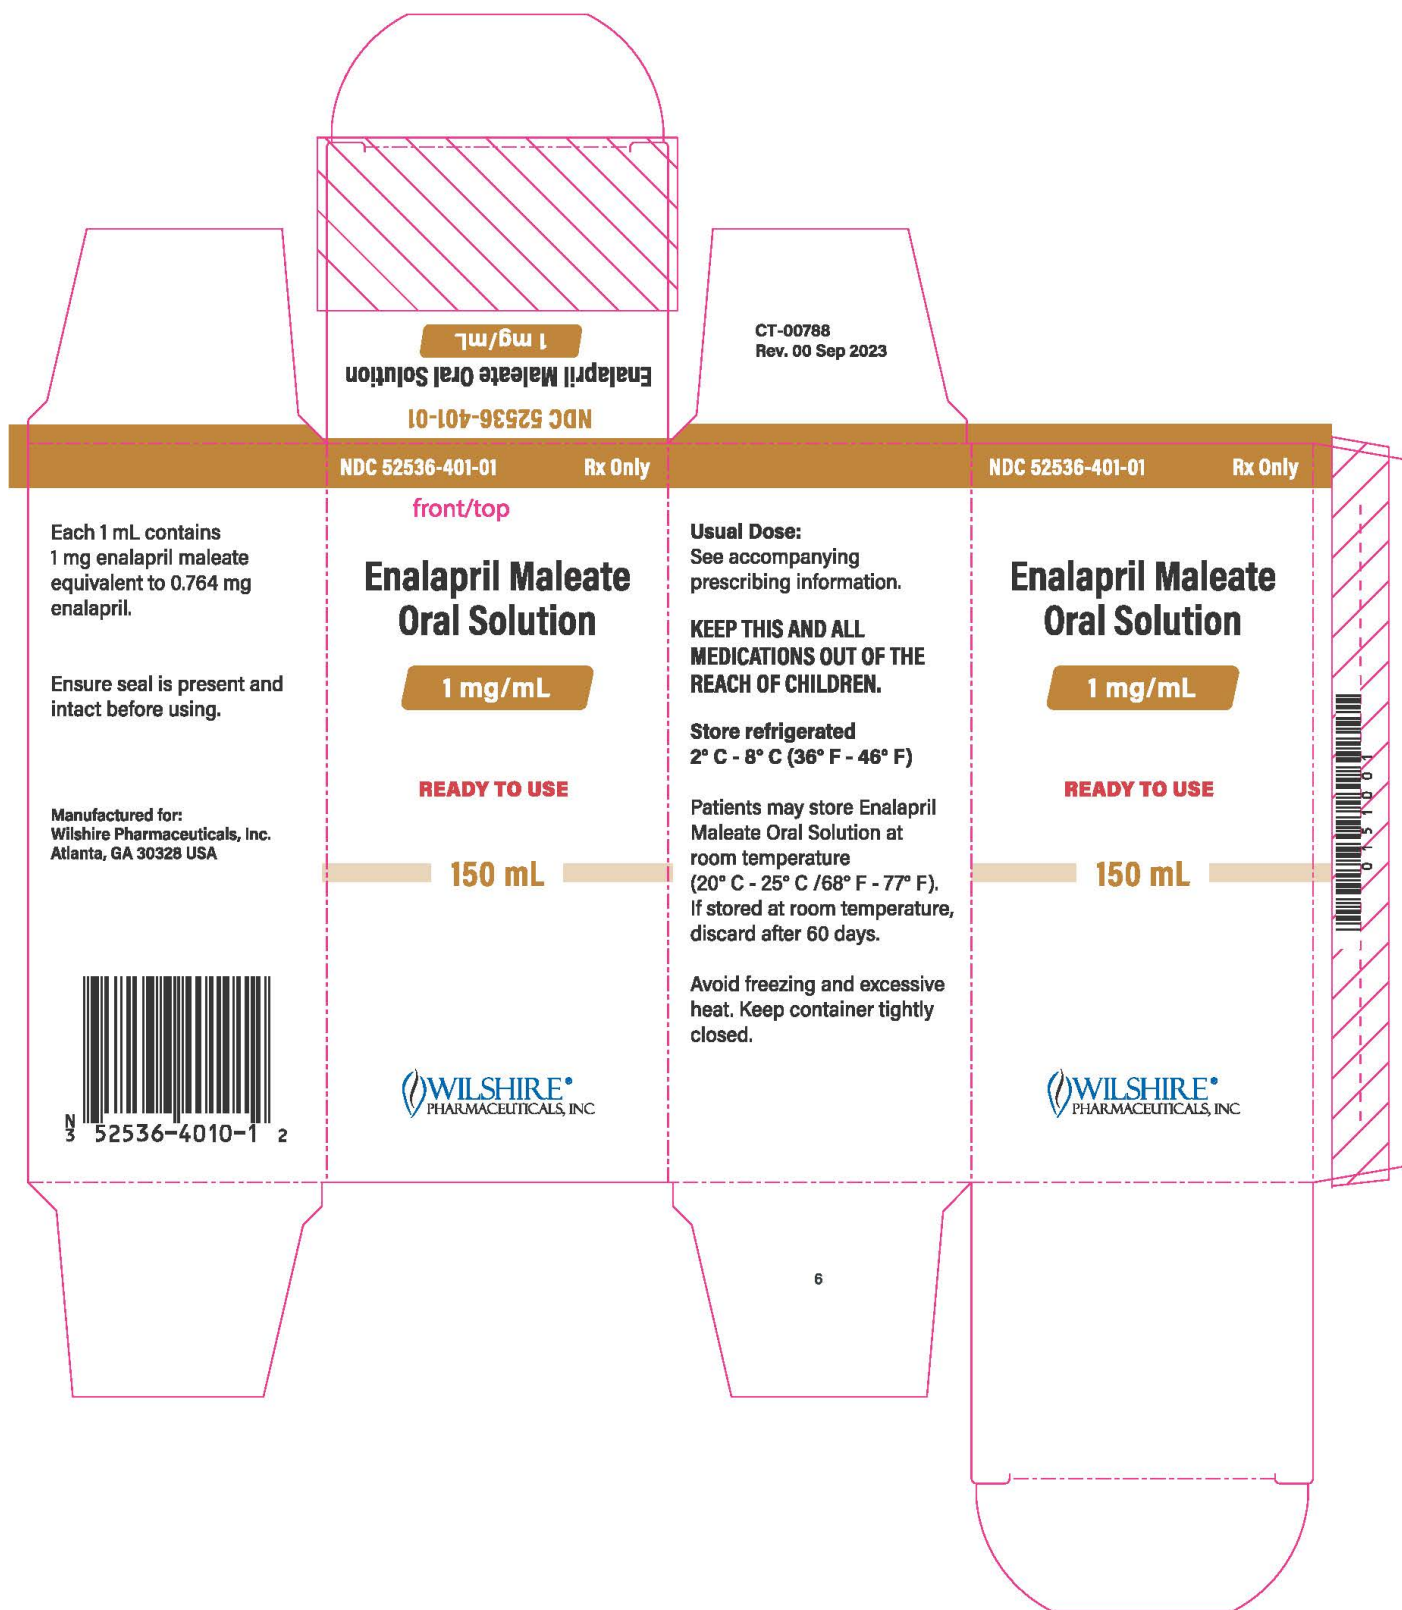 1 mg/mL
Enalapril Maleate Oral Solution
NDC 52536-401-01
CT-00788
Rev. 00 Sep 2023
NDC 52536-401-01 Rx Only
front/top
Enalapril Maleate
Oral Solution
1 mg/mL
READY TO USE
150 mL
WILSHIRE®
PHARMACEUTICALS, INC
Each 1 mL contains
1 mg enalapril maleate
equivalent to 0.764 mg
enalapril.
Ensure seal is present and
intact before using.
Manufactured for:
Wilshire Pharmaceuticals, Inc.
Atlanta, GA 30328 USA
N
3 52536-4010-1 2
Usual Dose:
See accompanying
prescribing information.
KEEP THIS AND ALL
MEDICATIONS OUT OF THE
REACH OF CHILDREN.
Store refrigerated
2° C - 8° C (36° F - 46° F)
Patients may store Enalapril
Maleate Oral Solution at
room temperature
(20° C - 25° C /68° F - 77° F).
If stored at room temperature,
discard after 60 days.
Avoid freezing and excessive
heat. Keep container tightly
closed.
6
NDC 52536-401-01 Rx Only
Enalapril Maleate
Oral Solution
1 mg/mL
READY TO USE
150 mL
WILSHIRE®
PHARMACEUTICALS, INC
0151001